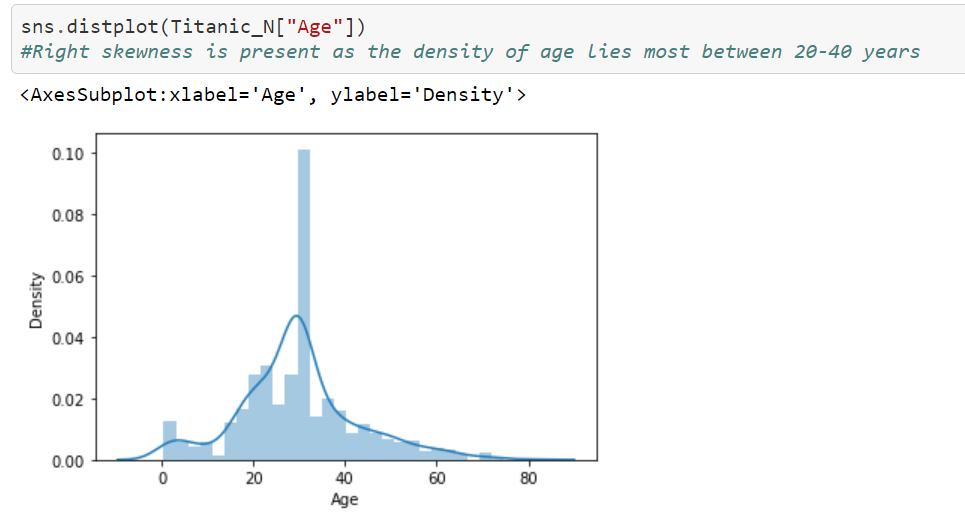 sns.distplot(Titanic_N["Age"])
#Right skewness is present as the density of age lies most between 20-40 years
<AxesSubplot:xlabel='Age', ylabel='Density'>
0.10
0.08
0.06
0.04
0.02
0.00
Density
0 20 40 60 80
Age